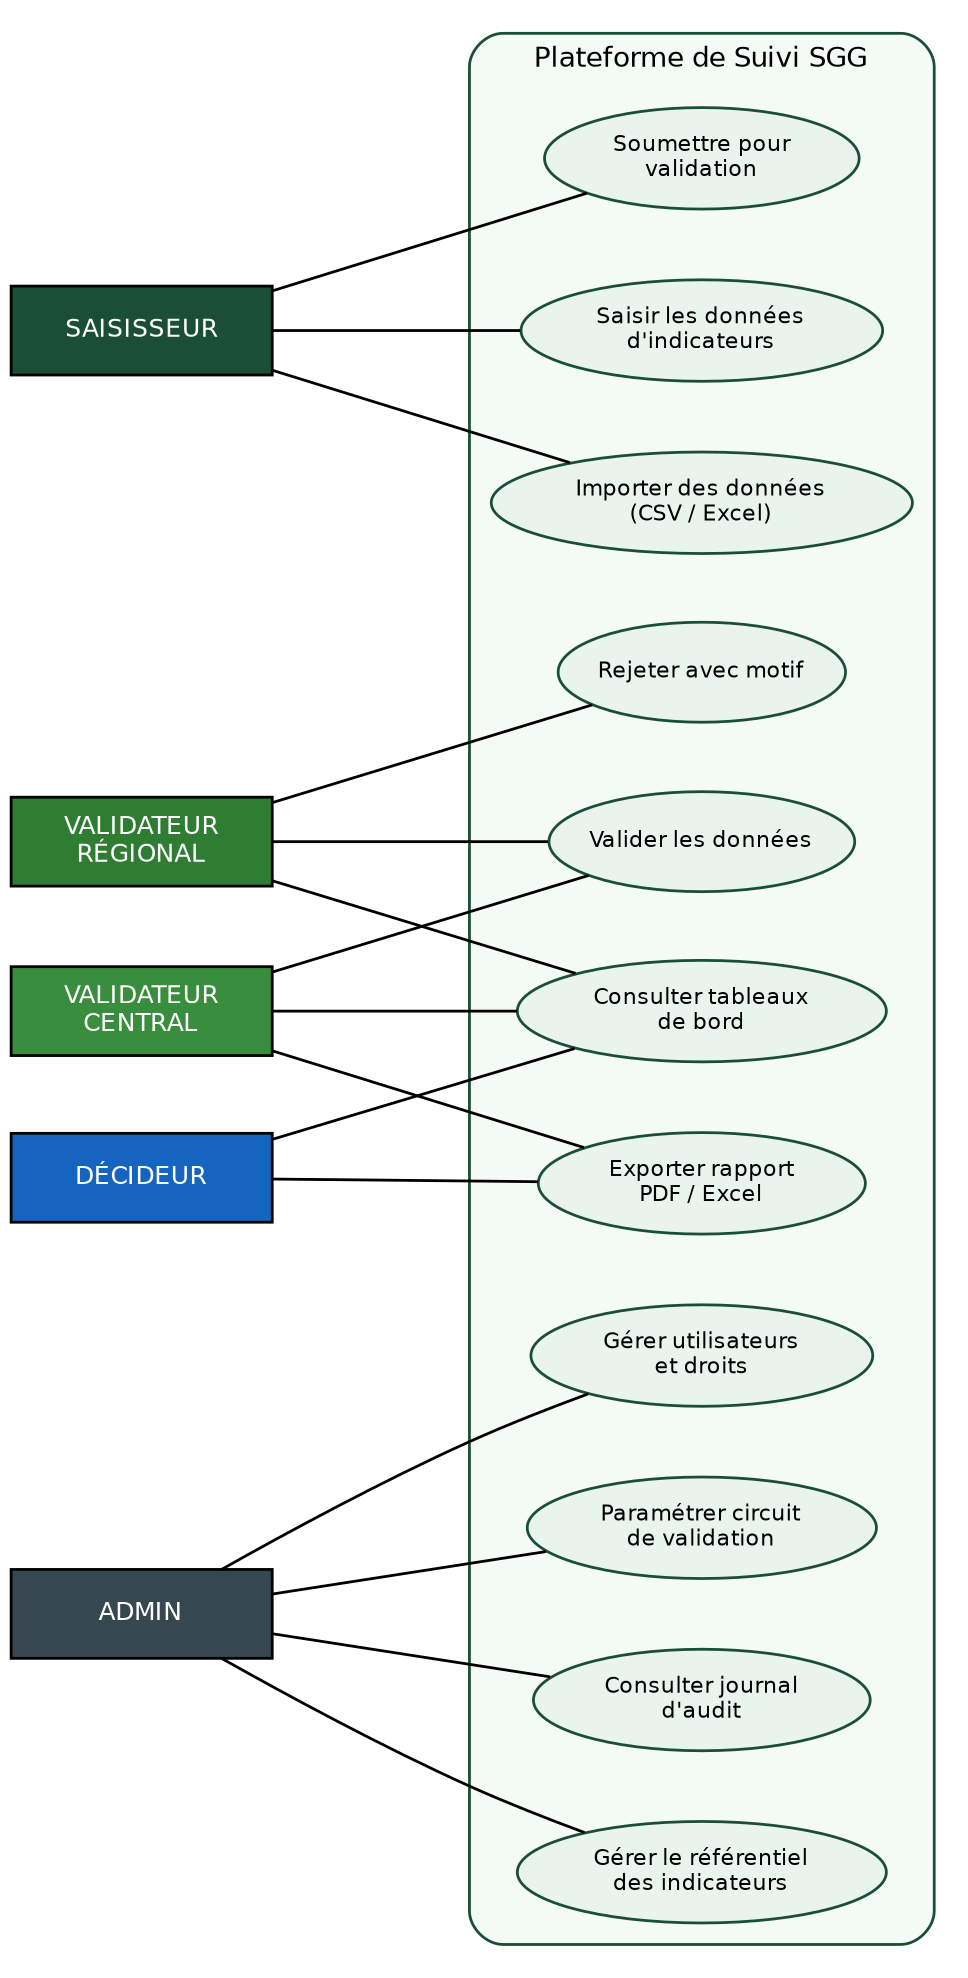 Plateforme de Suivi SGG
Soumettre pour
validation
SAISISSEUR
Saisir les données
d'indicateurs
Importer des données
(CSV / Excel)
Rejeter avec motif
VALIDATEUR
RÉGIONAL
Valider les données
VALIDATEUR
CENTRAL
Consulter tableaux
de bord
DÉCIDEUR
Exporter rapport
PDF / Excel
Gérer utilisateurs
et droits
Paramétrer circuit
de validation
ADMIN
Consulter journal
d'audit
Gérer le référentiel
des indicateurs